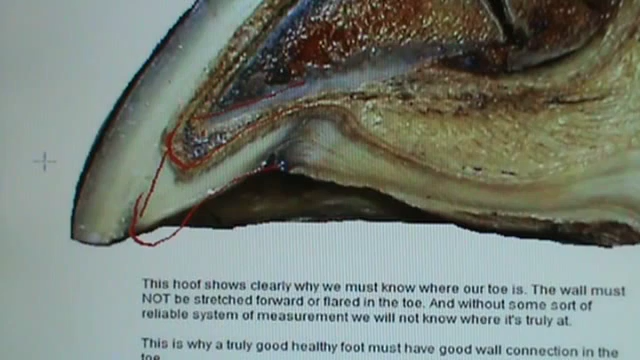 This hoof shows clearly why we must know where our toe is. The wall must
NOT be stretched forward or flared in the toe. And without some sort of
reliable system of measurement we will not know where it's truly at.
This is why a truly good healthy foot must have good wall connection in the
toe.